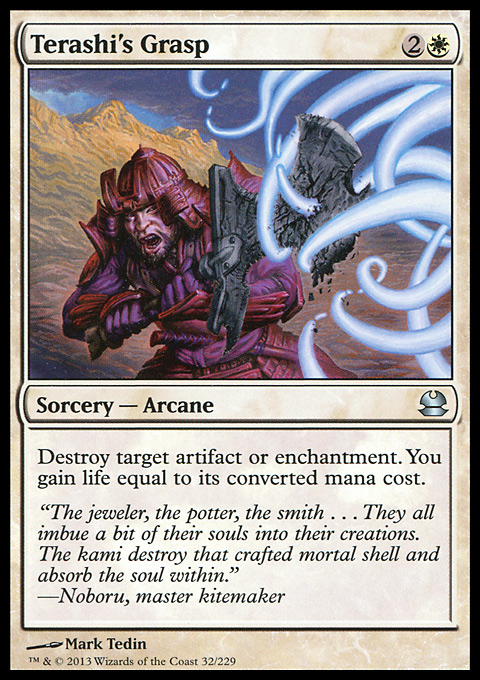 Terashi's Grasp 2
Sorcery — Arcane
Destroy target artifact or enchantment. You
gain life equal to its converted mana cost.
“The jeweler, the potter, the smith . . . They all
imbue a bit of their souls into their creations.
The kami destroy that crafted mortal shell and
absorb the soul within.”
—Noboru, master kitemaker
Mark Tedin
™ & © 2013 Wizards of the Coast 32/229